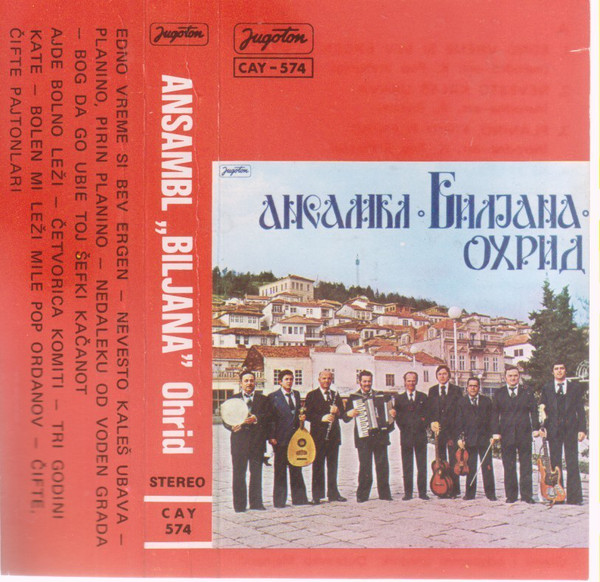 EDNO VREME SI BEV ERGEN – NEVESTO KALEŠ UBAVA –
PLANINO, PIRIN PLANINO – NEDALEKU OD VODEN GRADA
– BOG DA GO UBIE TOJ ŠEFKI KAČANOT
AJDE BOLNO LEŽI – ČETVORICA KOMITI – TRI GODINI
KATE – BOLEN MI LEŽI MILE POP ORDANOV – ČIFTE,
ČIFTE PAJTONLARI
Jugoton
ANSAMBL „BILJANA” Ohrid
STEREO
CAY
574
Jugoton
CAY – 574
Jugoton
АНСАМБЛ · БИЛЈАНА ·
ОХРИД